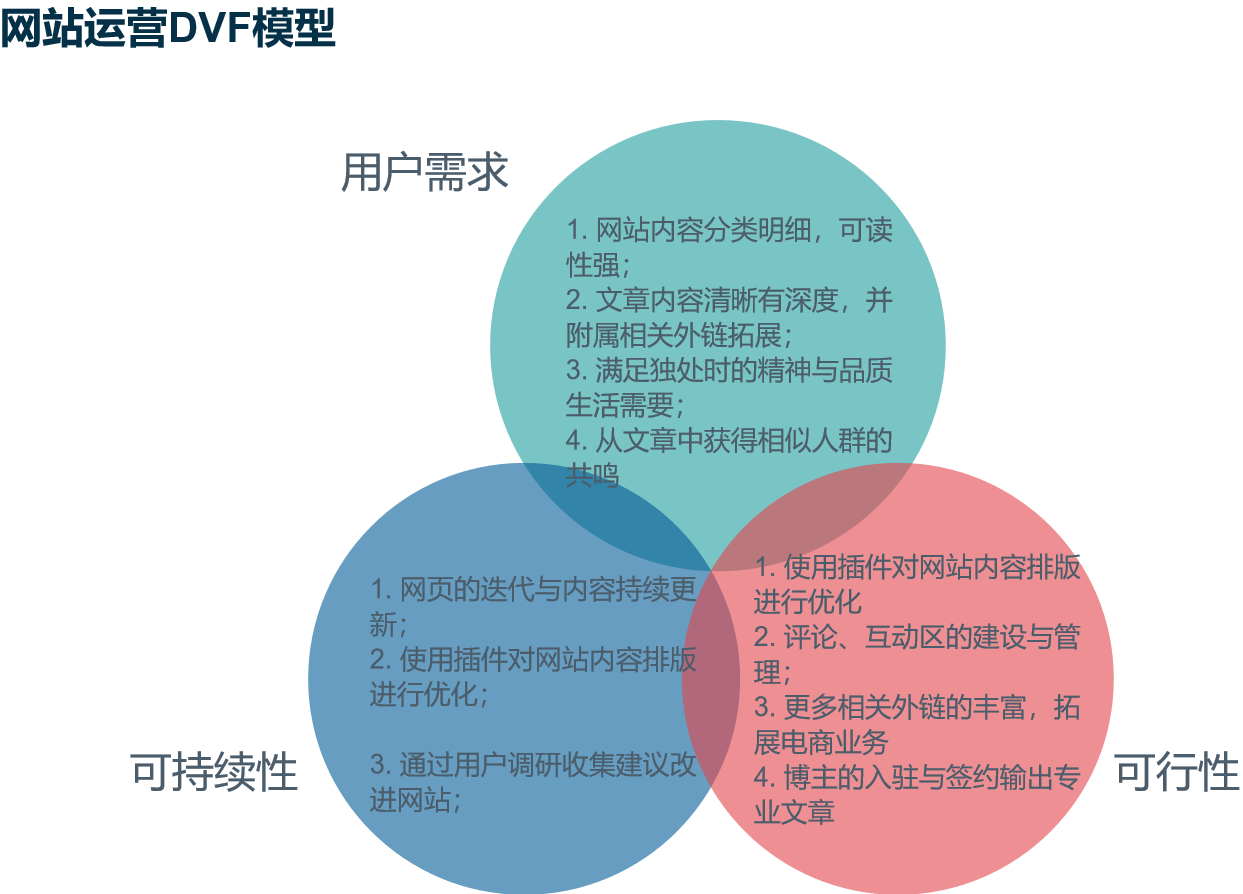 网站运营DVF模型
用户需求
1. 网站内容分类明细，可读
性强；
2. 文章内容清晰有深度，并
附属相关外链拓展；
3. 满足独处时的精神与品质
生活需要；
4. 从文章中获得相似人群的
共鸣
1. 网页的迭代与内容持续更
新；
2. 使用插件对网站内容排版
进行优化；
3. 通过用户调研收集建议改
进网站；
可持续性
1. 使用插件对网站内容排版
进行优化
2. 评论、互动区的建设与管
理；
3. 更多相关外链的丰富，拓
展电商业务
4. 博主的入驻与签约输出专
业文章
可行性